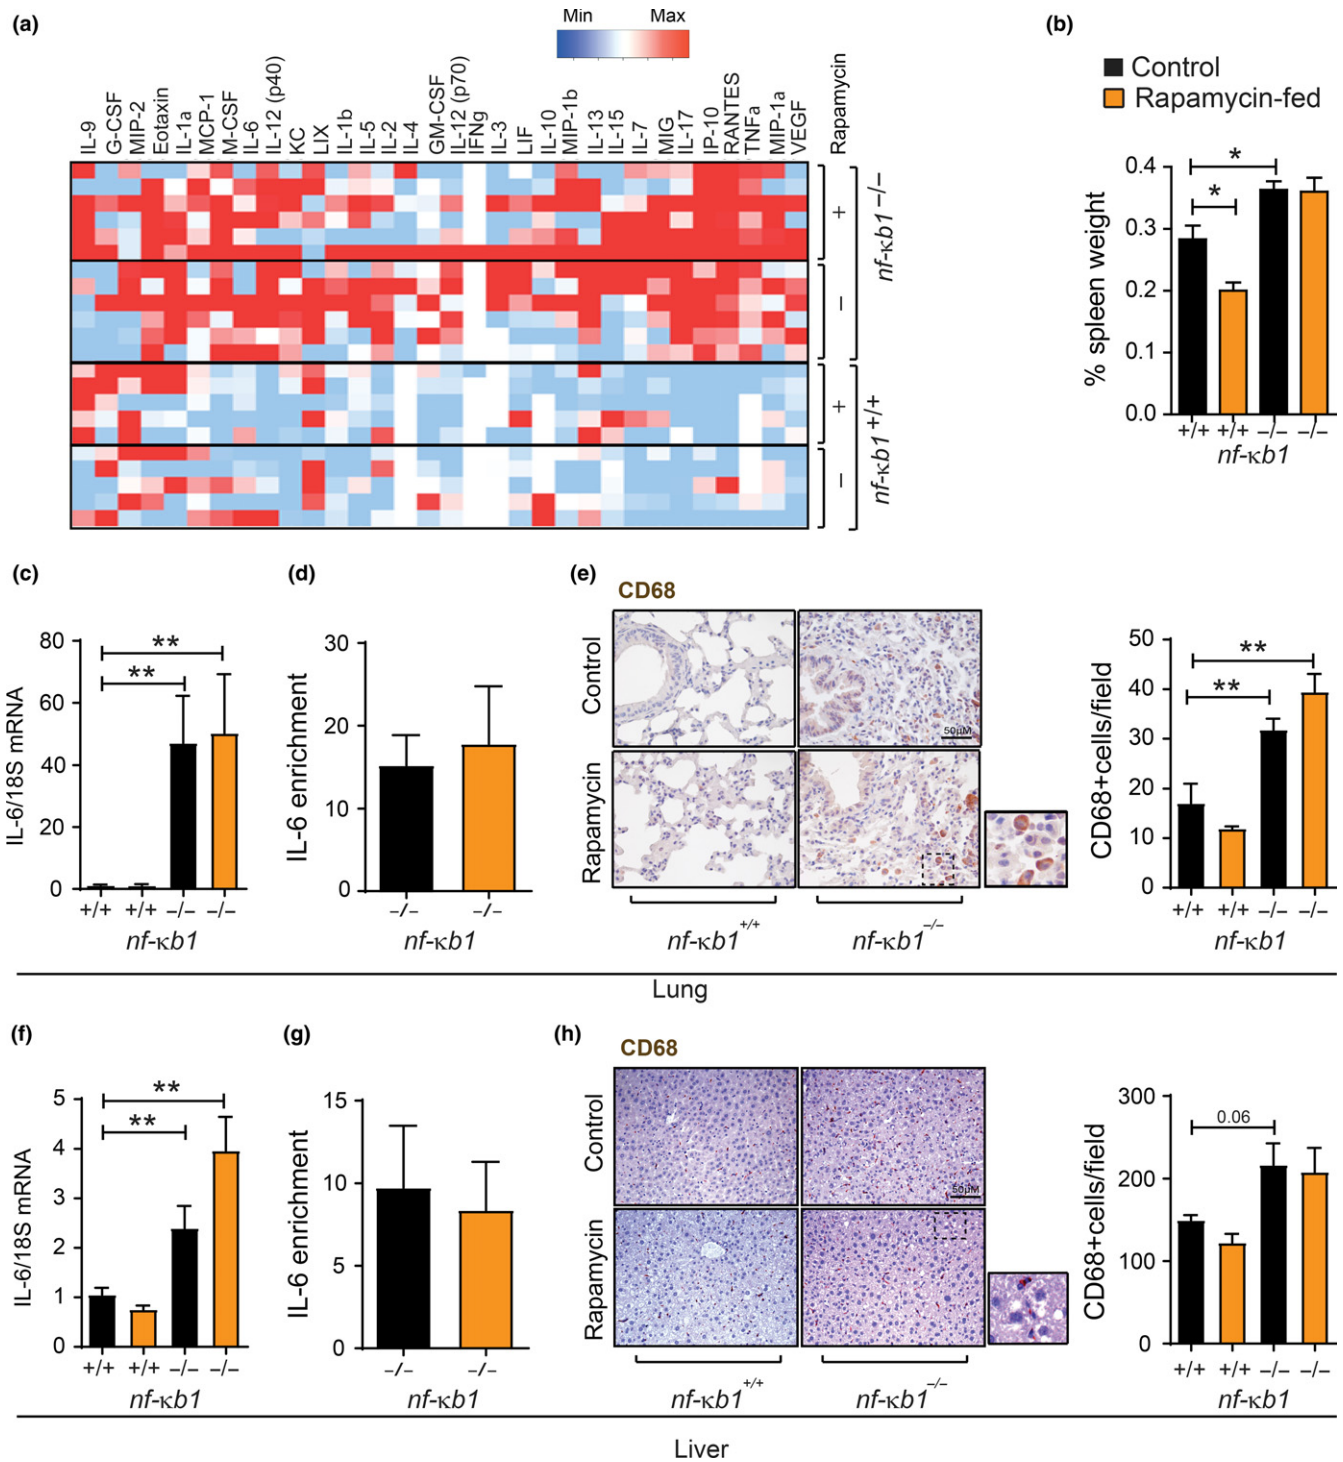 (a)
Min Max
IL-9
G-CSF
MIP-2
Eotaxin
IL-1a
MCP-1
M-CSF
IL-6
IL-12 (p40)
KC
LIX
IL-1b
IL-5
IL-2
IL-4
GM-CSF
IL-12 (p70)
IFNg
IL-3
LIF
IL-10
MIP-1b
IL-13
IL-15
IL-7
MIG
IL-17
IP-10
RANTES
TNFa
MIP-1a
VEGF
Rapamycin
+
−
nf-κb1 −/−
+
−
nf-κb1 +/+
(b)
Control
Rapamycin-fed
% spleen weight
0.4
0.3
0.2
0.1
0.0
*
*
+/+ +/+ −/− −/−
nf-κb1
(c)
IL-6/18S mRNA
80
60
40
20
0
**
**
+/+ +/+ −/− −/−
nf-κb1
(d)
IL-6 enrichment
30
20
10
0
−/− −/−
nf-κb1
(e)
CD68
Control
Rapamycin
50µM
nf-κb1+/+ nf-κb1−/−
CD68+cells/field
50
40
30
20
10
0
**
**
+/+ +/+ −/− −/−
nf-κb1
Lung
(f)
IL-6/18S mRNA
5
4
3
2
1
0
**
**
+/+ +/+ −/− −/−
nf-κb1
(g)
IL-6 enrichment
15
10
5
0
−/− −/−
nf-κb1
(h)
CD68
Control
Rapamycin
50µM
nf-κb1+/+ nf-κb1−/−
CD68+cells/field
300
200
100
0
0.06
+/+ +/+ −/− −/−
nf-κb1
Liver